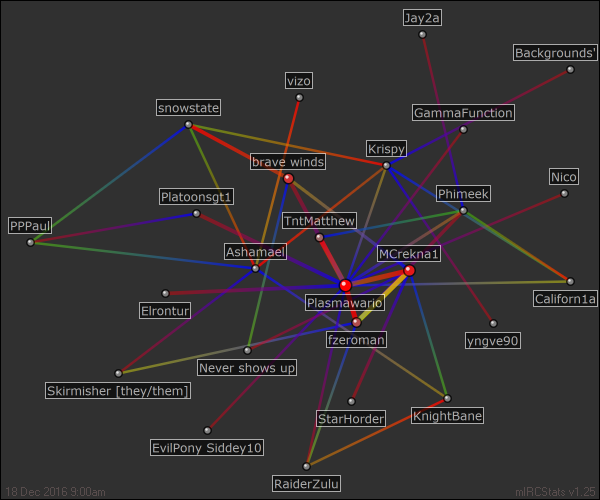 Jay2a
Backgrounds'
vizo
snowstate
GammaFunction
Krispy
brave winds
Nico
Platoonsgt1
Phimeek
PPPaul
TntMatthew
Ashamael
MCrekna1
Plasmawario
Californ1a
Elrontur
fzeroman
yngve90
Never shows up
Skirmisher [they/them]
StarHorder
KnightBane
EvilPony Siddey10
RaiderZulu
18 Dec 2016 9:00am
mIRCStats v1.25